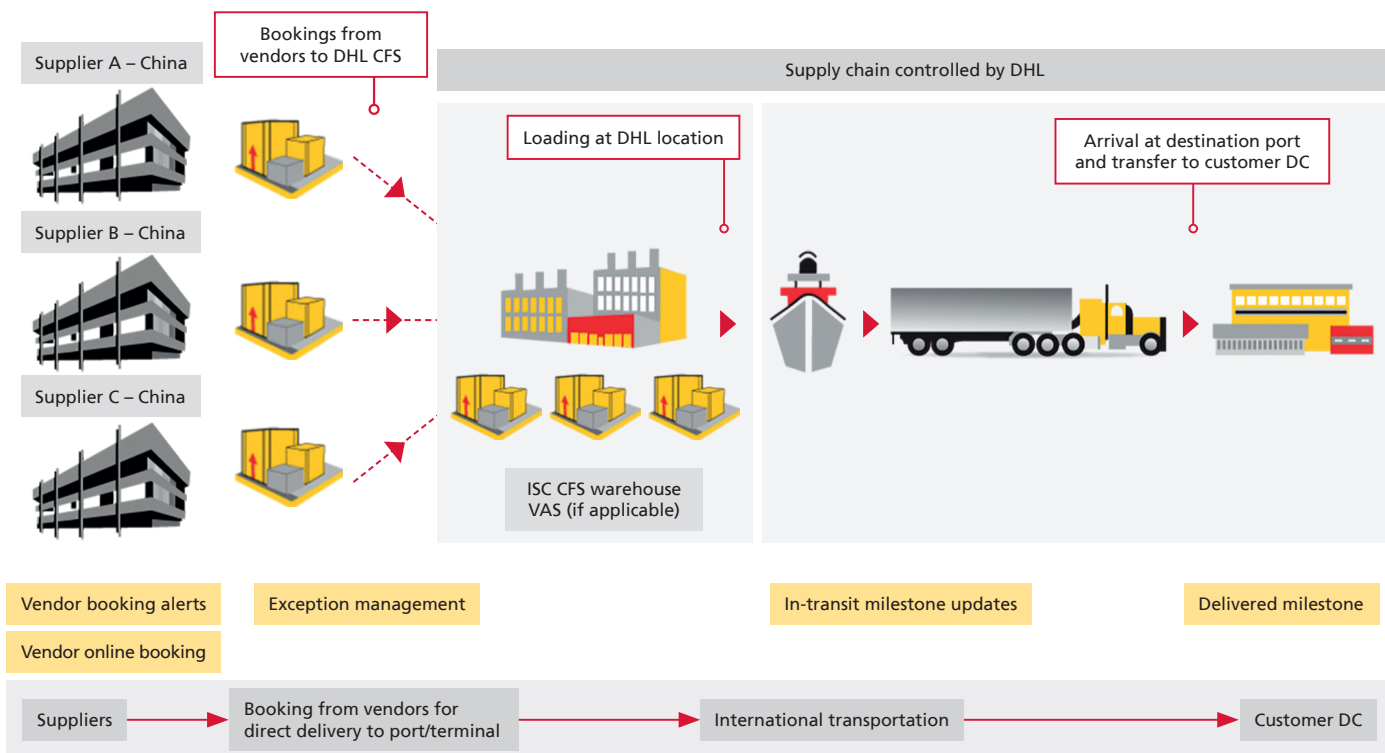 Bookings from
vendors to DHL CFS
Supplier A – China
Supply chain controlled by DHL
Loading at DHL location
Arrival at destination port
and transfer to customer DC
Supplier B – China
Supplier C – China
ISC CFS warehouse
VAS (if applicable)
Vendor booking alerts
Exception management
In-transit milestone updates
Delivered milestone
Vendor online booking
Suppliers
Booking from vendors for
direct delivery to port/terminal
International transportation
Customer DC